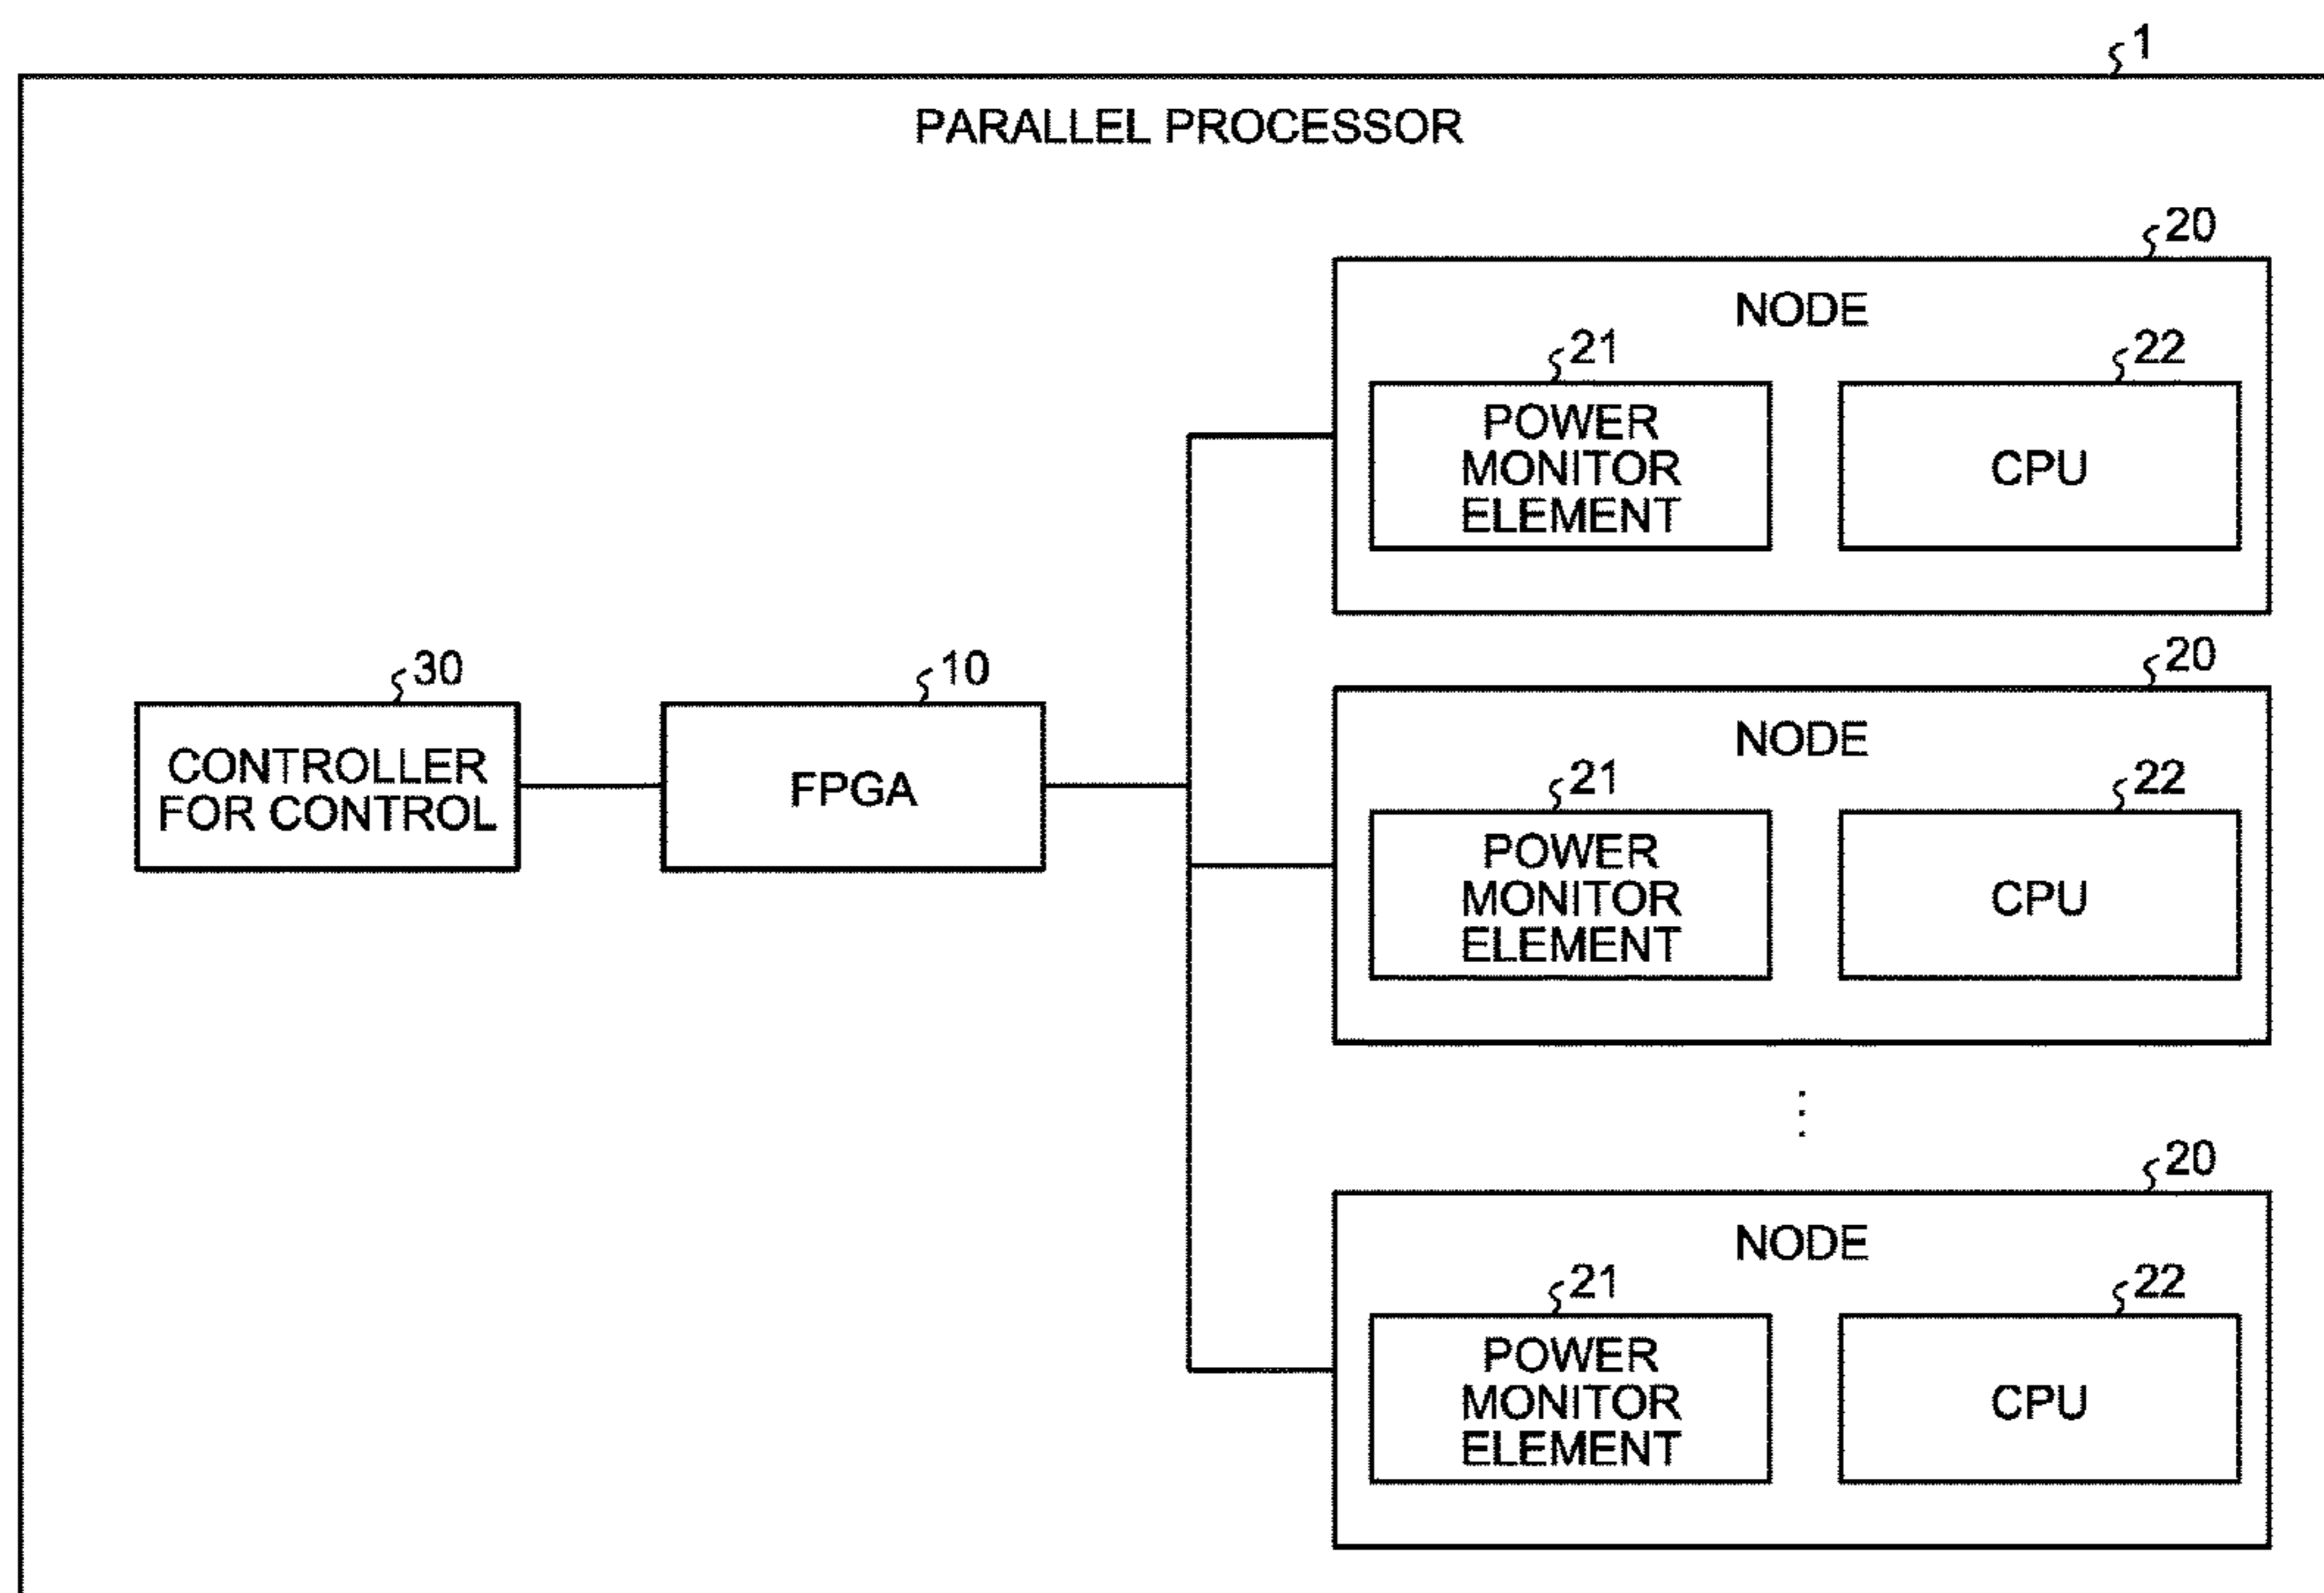 1
PARALLEL PROCESSOR
20
NODE
21
22
POWER
MONITOR
ELEMENT
CPU
20
NODE
21
22
POWER
MONITOR
ELEMENT
CPU
30
CONTROLLER
FOR CONTROL
10
FPGA
20
NODE
21
22
POWER
MONITOR
ELEMENT
CPU